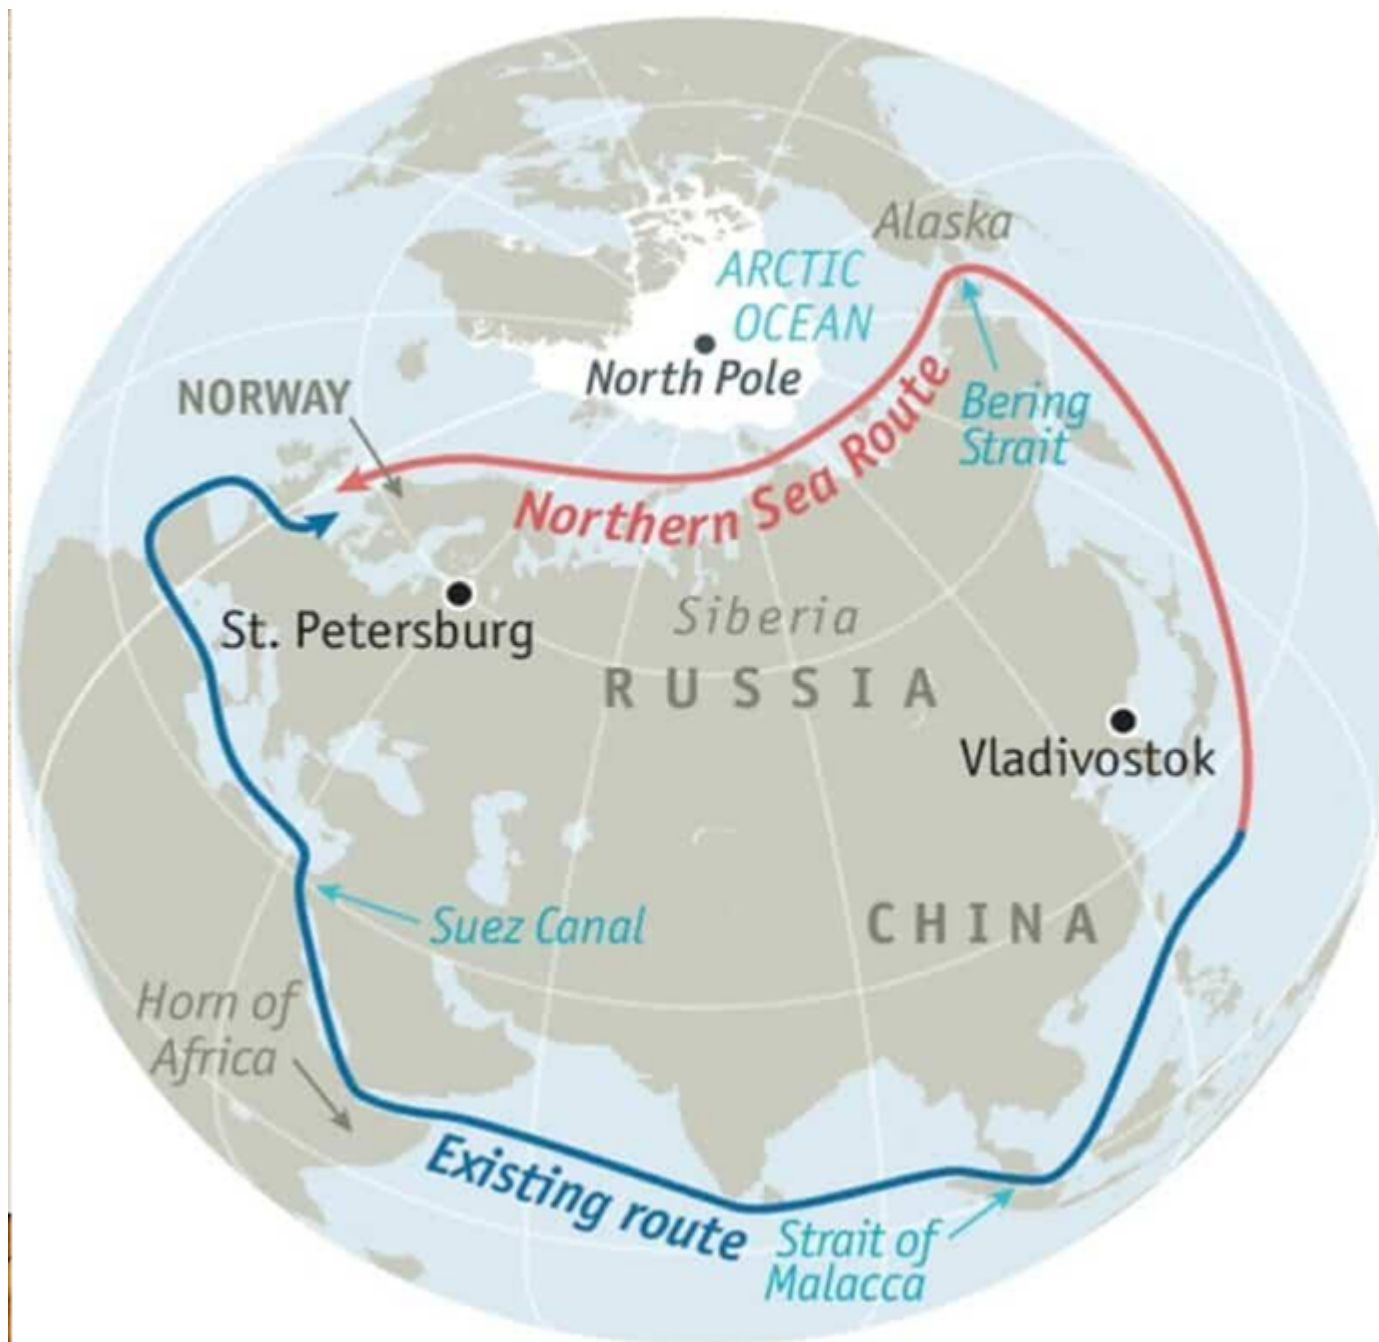 Alaska
ARCTIC
OCEAN
North Pole
NORWAY
Bering
Strait
Northern Sea Route
St. Petersburg
Siberia
RUSSIA
Vladivostok
Suez Canal
CHINA
Horn of
Africa
Existing route
Strait of
Malacca